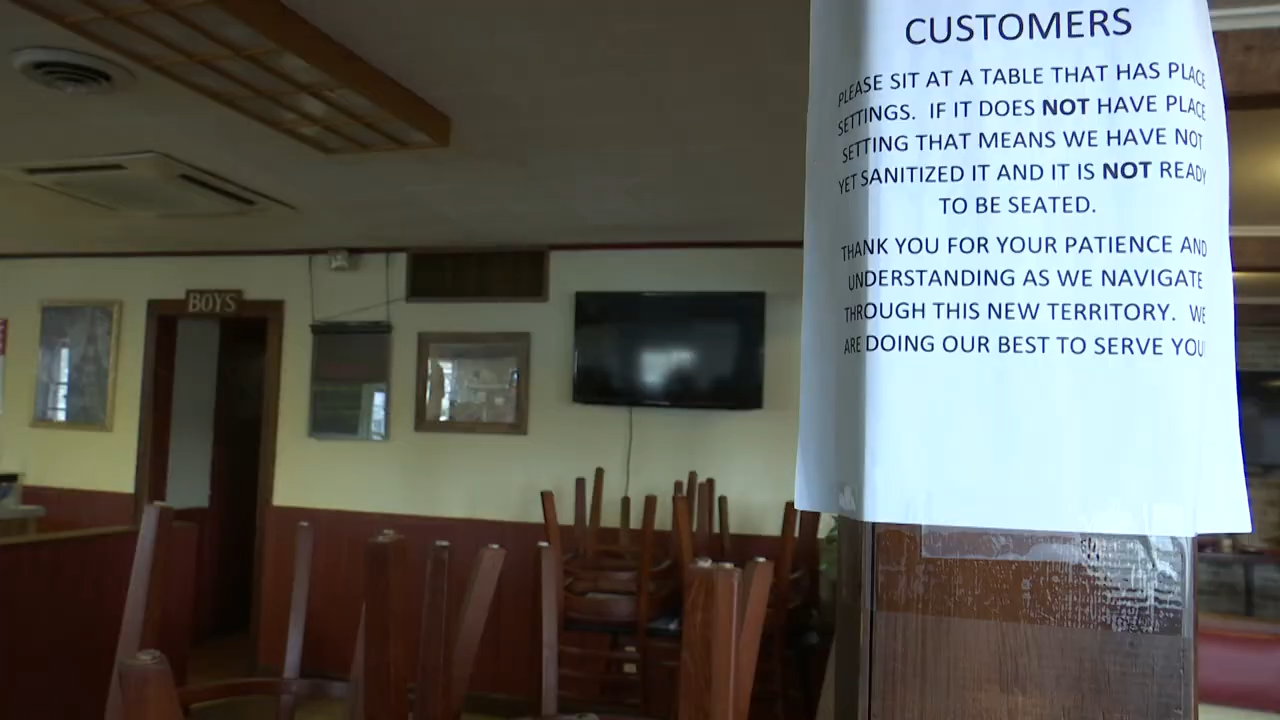 CUSTOMERS
PLEASE SIT AT A TABLE THAT HAS PLACE
SETTINGS. IF IT DOES NOT HAVE PLACE
SETTING THAT MEANS WE HAVE NOT
YET SANITIZED IT AND IT IS NOT READY
TO BE SEATED.
THANK YOU FOR YOUR PATIENCE AND
UNDERSTANDING AS WE NAVIGATE
THROUGH THIS NEW TERRITORY. WE
ARE DOING OUR BEST TO SERVE YOU!
BOYS